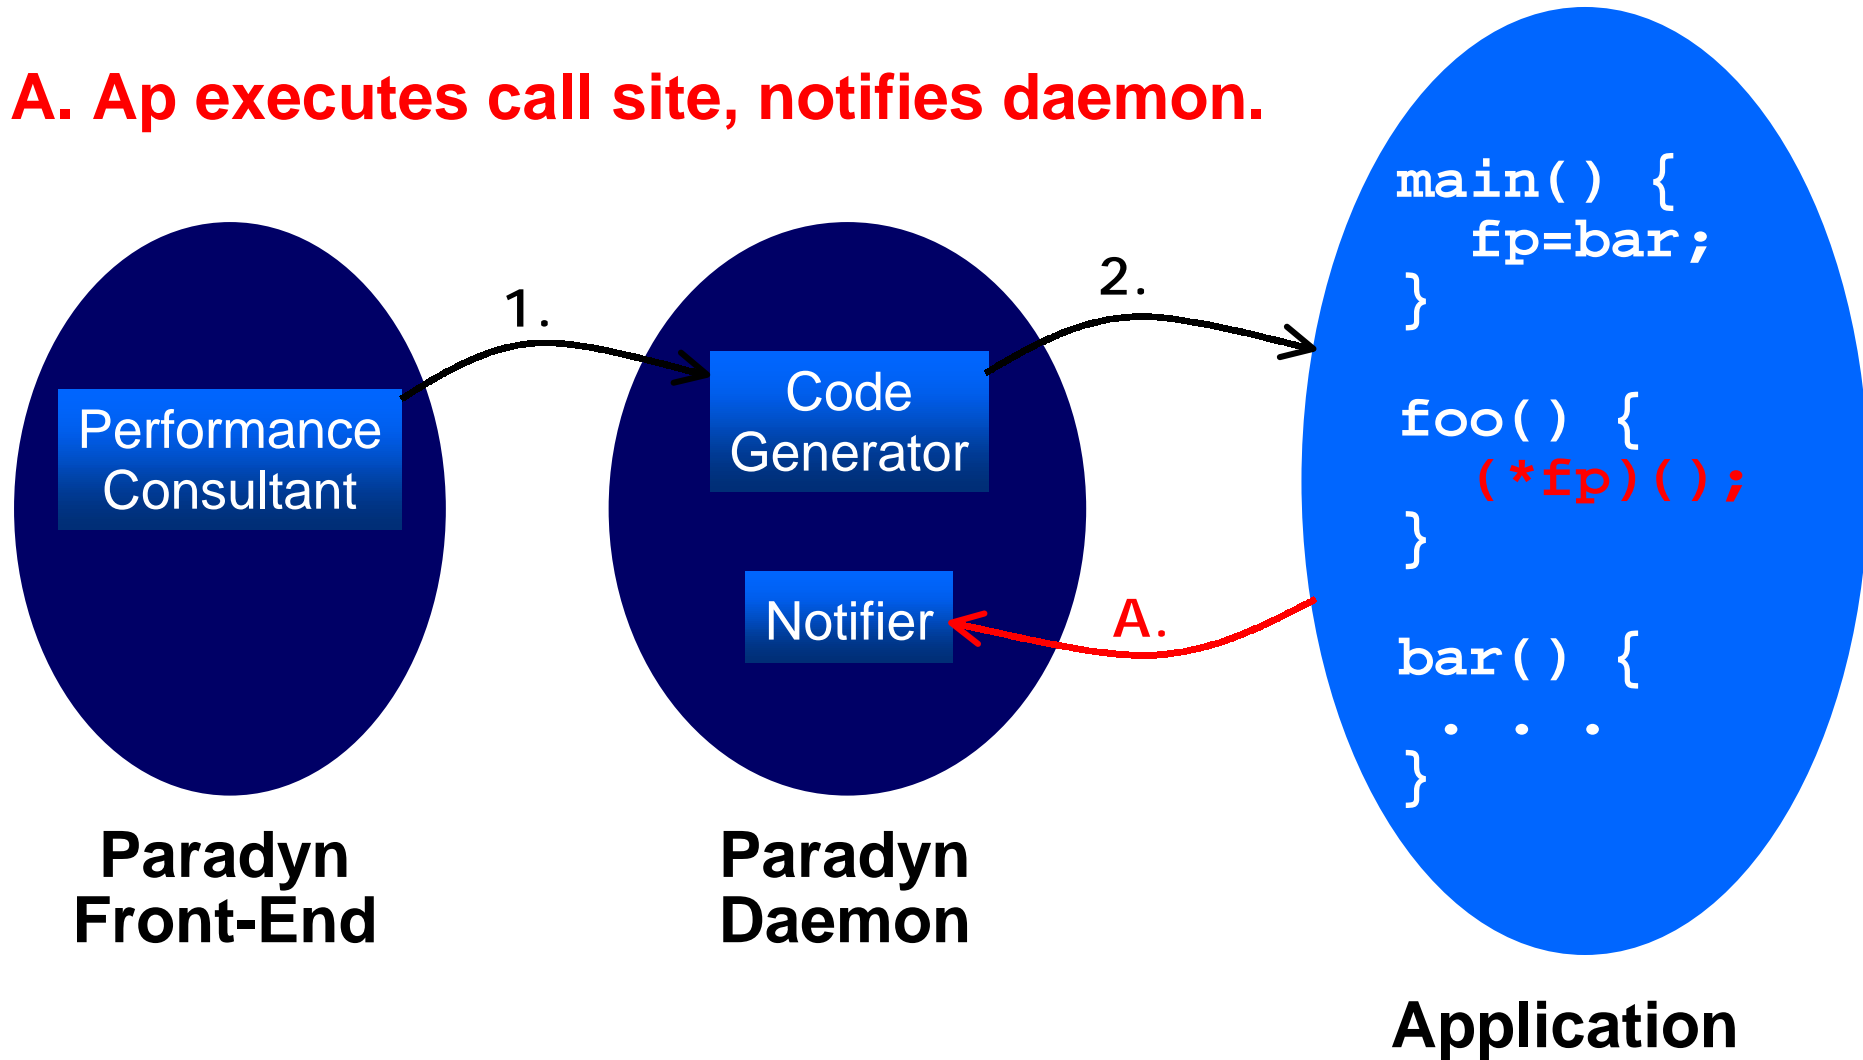 A. Ap executes call site, notifies daemon.
1.
2.
Performance
Consultant
Code
Generator
Notifier
A.
main() {
fp=bar;
}
foo() {
(*fp)();
}
bar() {
. . .
}
Paradyn
Front-End
Paradyn
Daemon
Application